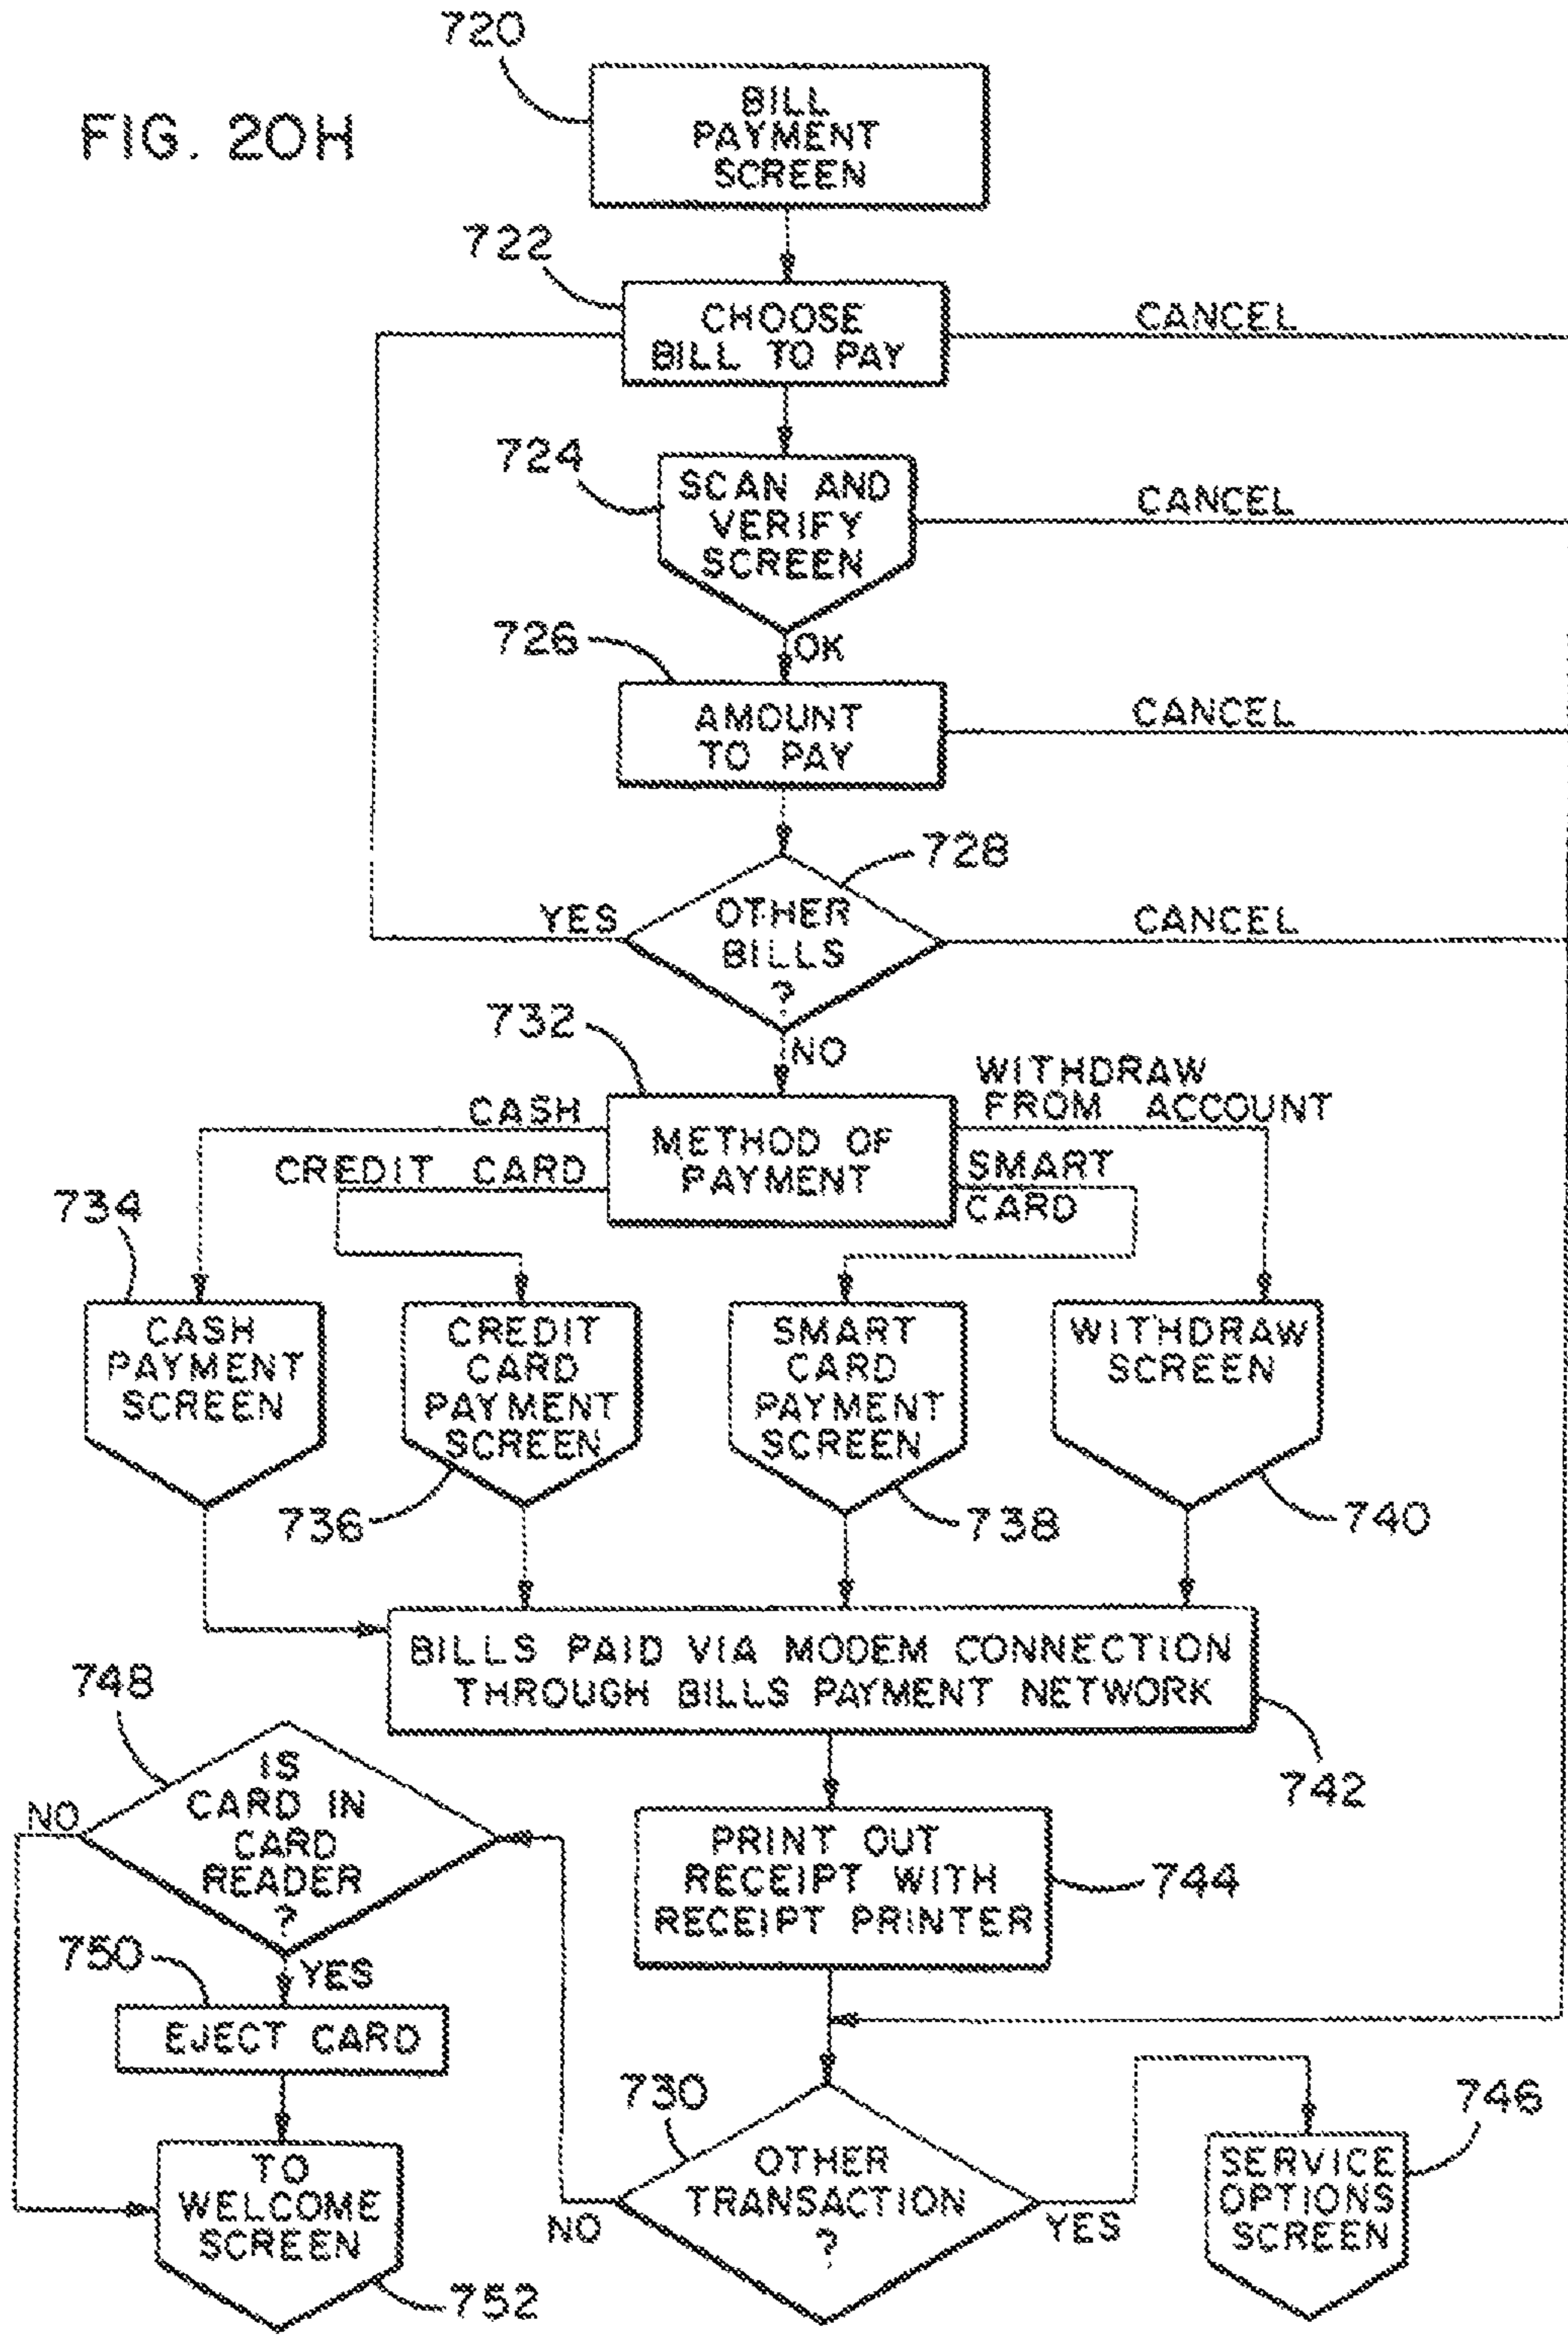 720
FIG. 20H
BILL
PAYMENT
SCREEN
722
CHOOSE
BILL TO PAY
CANCEL
724
SCAN AND
VERIFY
SCREEN
CANCEL
726
OK
AMOUNT
TO PAY
CANCEL
728
YES
OTHER
BILLS
?
CANCEL
732
NO
WITHDRAW
FROM ACCOUNT
CASH
METHOD OF
PAYMENT
CREDIT CARD
SMART
CARD
734
CASH
PAYMENT
SCREEN
CREDIT
CARD
PAYMENT
SCREEN
SMART
CARD
PAYMENT
SCREEN
WITHDRAW
SCREEN
736
738
740
BILLS PAID VIA MODEM CONNECTION
THROUGH BILLS PAYMENT NETWORK
742
748
IS
CARD IN
CARD
READER
?
NO
PRINT OUT
RECEIPT WITH
RECEIPT PRINTER
744
750
YES
EJECT CARD
730
OTHER
TRANSACTION
?
NO
YES
746
SERVICE
OPTIONS
SCREEN
TO
WELCOME
SCREEN
752